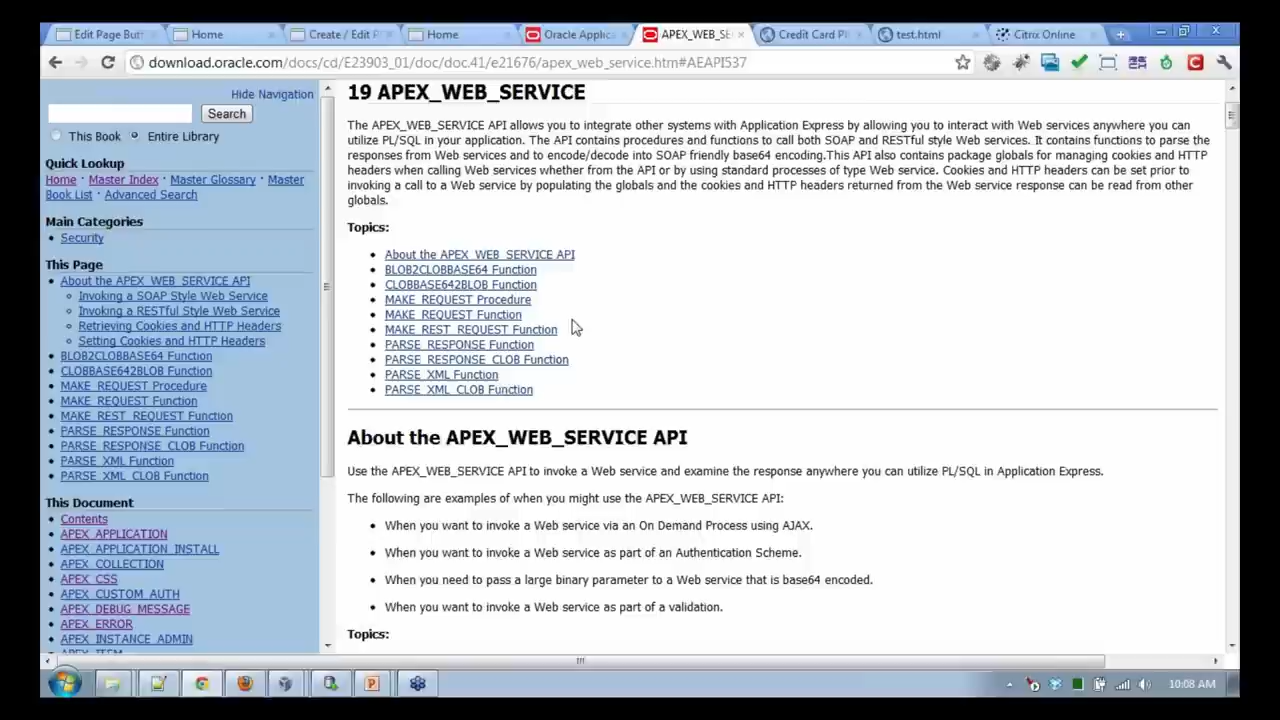 Edit Page But
Home
Create / Edit P
Home
Oracle Applic
APEX_WEB_SE
Credit Card Pl
test.html
Citrix Online
download.oracle.com/docs/cd/E23903_01/doc/doc.41/e21676/apex_web_service.htm#AEAPI537
Hide Navigation
Search
This Book
Entire Library
Quick Lookup
Home · Master Index · Master Glossary · Master
Book List · Advanced Search
Main Categories
Security
This Page
About the APEX_WEB_SERVICE API
Invoking a SOAP Style Web Service
Invoking a RESTful Style Web Service
Retrieving Cookies and HTTP Headers
Setting Cookies and HTTP Headers
BLOB2CLOBBASE64 Function
CLOBBASE642BLOB Function
MAKE_REQUEST Procedure
MAKE_REQUEST Function
MAKE_REST_REQUEST Function
PARSE_RESPONSE Function
PARSE_RESPONSE_CLOB Function
PARSE_XML Function
PARSE_XML_CLOB Function
This Document
Contents
APEX_APPLICATION
APEX_APPLICATION_INSTALL
APEX_COLLECTION
APEX_CSS
APEX_CUSTOM_AUTH
APEX_DEBUG_MESSAGE
APEX_ERROR
APEX_INSTANCE_ADMIN
APEX_ITEM
19 APEX_WEB_SERVICE
The APEX_WEB_SERVICE API allows you to integrate other systems with Application Express by allowing you to interact with Web services anywhere you can
utilize PL/SQL in your application. The API contains procedures and functions to call both SOAP and RESTful style Web services. It contains functions to parse the
responses from Web services and to encode/decode into SOAP friendly base64 encoding.This API also contains package globals for managing cookies and HTTP
headers when calling Web services whether from the API or by using standard processes of type Web service. Cookies and HTTP headers can be set prior to
invoking a call to a Web service by populating the globals and the cookies and HTTP headers returned from the Web service response can be read from other
globals.
Topics:
About the APEX_WEB_SERVICE API
BLOB2CLOBBASE64 Function
CLOBBASE642BLOB Function
MAKE_REQUEST Procedure
MAKE_REQUEST Function
MAKE_REST_REQUEST Function
PARSE_RESPONSE Function
PARSE_RESPONSE_CLOB Function
PARSE_XML Function
PARSE_XML_CLOB Function
About the APEX_WEB_SERVICE API
Use the APEX_WEB_SERVICE API to invoke a Web service and examine the response anywhere you can utilize PL/SQL in Application Express.
The following are examples of when you might use the APEX_WEB_SERVICE API:
When you want to invoke a Web service via an On Demand Process using AJAX.
When you want to invoke a Web service as part of an Authentication Scheme.
When you need to pass a large binary parameter to a Web service that is base64 encoded.
When you want to invoke a Web service as part of a validation.
Topics:
10:08 AM